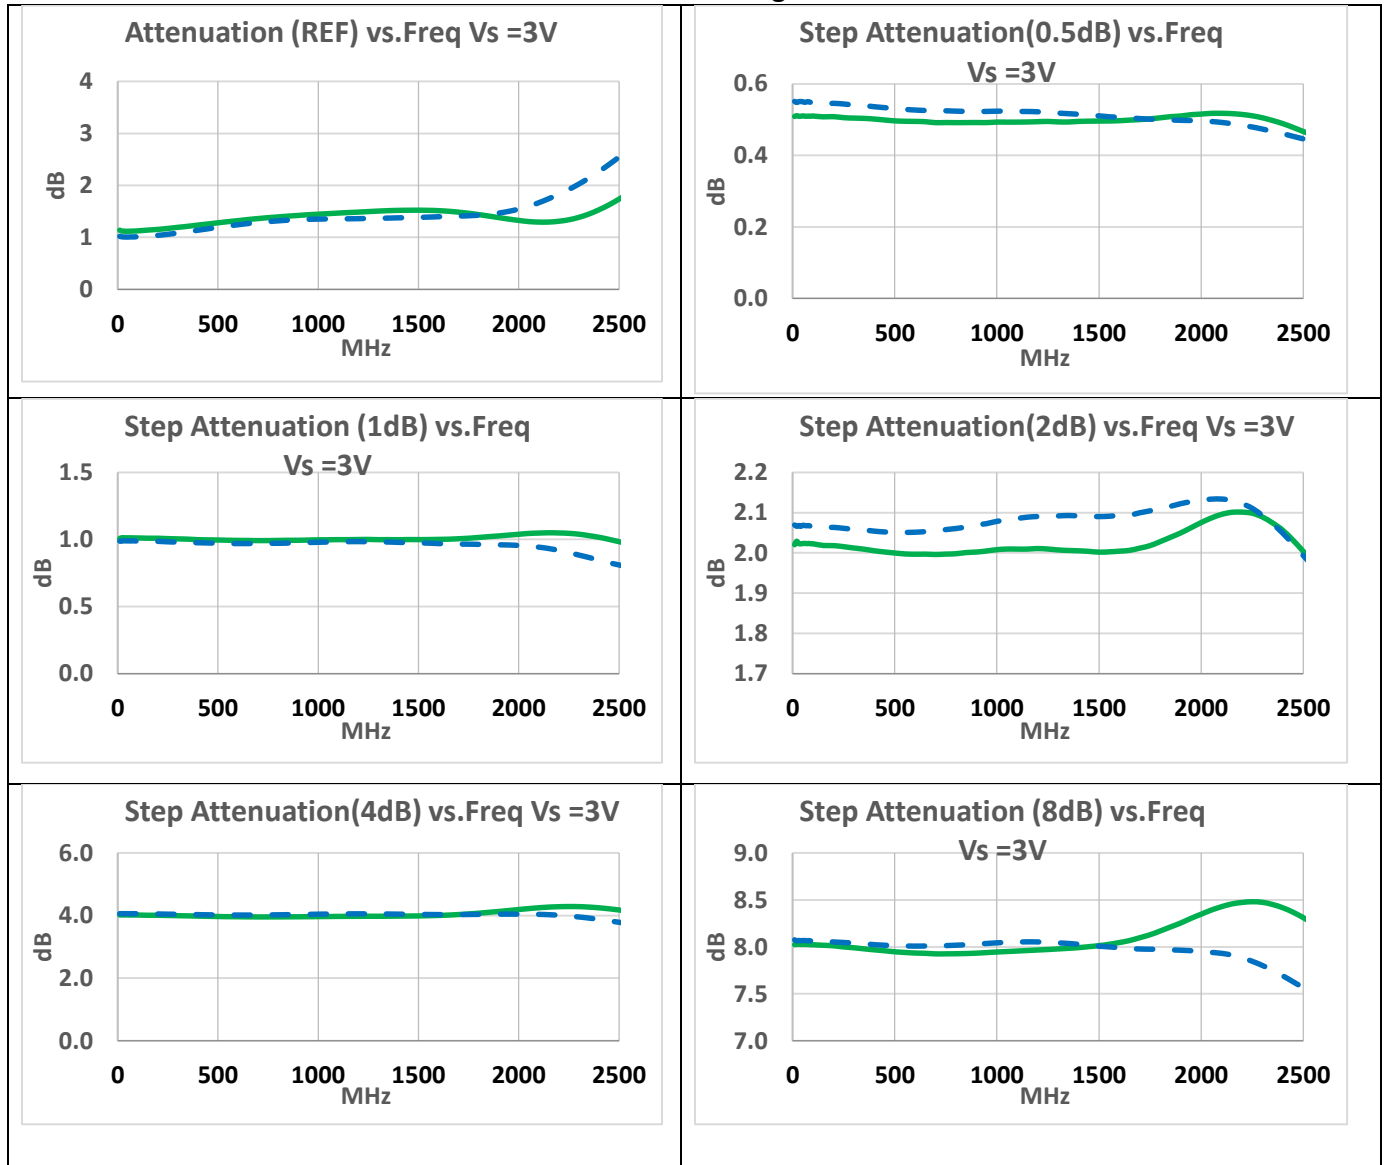 Attenuation (REF) vs.Freq Vs =3V
4
3
2
1
0
dB
0 500 1000 1500 2000 2500
MHz
Step Attenuation(0.5dB) vs.Freq
Vs =3V
0.6
0.4
0.2
0.0
dB
0 500 1000 1500 2000 2500
MHz
Step Attenuation (1dB) vs.Freq
Vs =3V
1.5
1.0
0.5
0.0
dB
0 500 1000 1500 2000 2500
MHz
Step Attenuation(2dB) vs.Freq Vs =3V
2.2
2.1
2.0
1.9
1.8
1.7
dB
0 500 1000 1500 2000 2500
MHz
Step Attenuation(4dB) vs.Freq Vs =3V
6.0
4.0
2.0
0.0
dB
0 500 1000 1500 2000 2500
MHz
Step Attenuation (8dB) vs.Freq
Vs =3V
9.0
8.5
8.0
7.5
7.0
dB
0 500 1000 1500 2000 2500
MHz